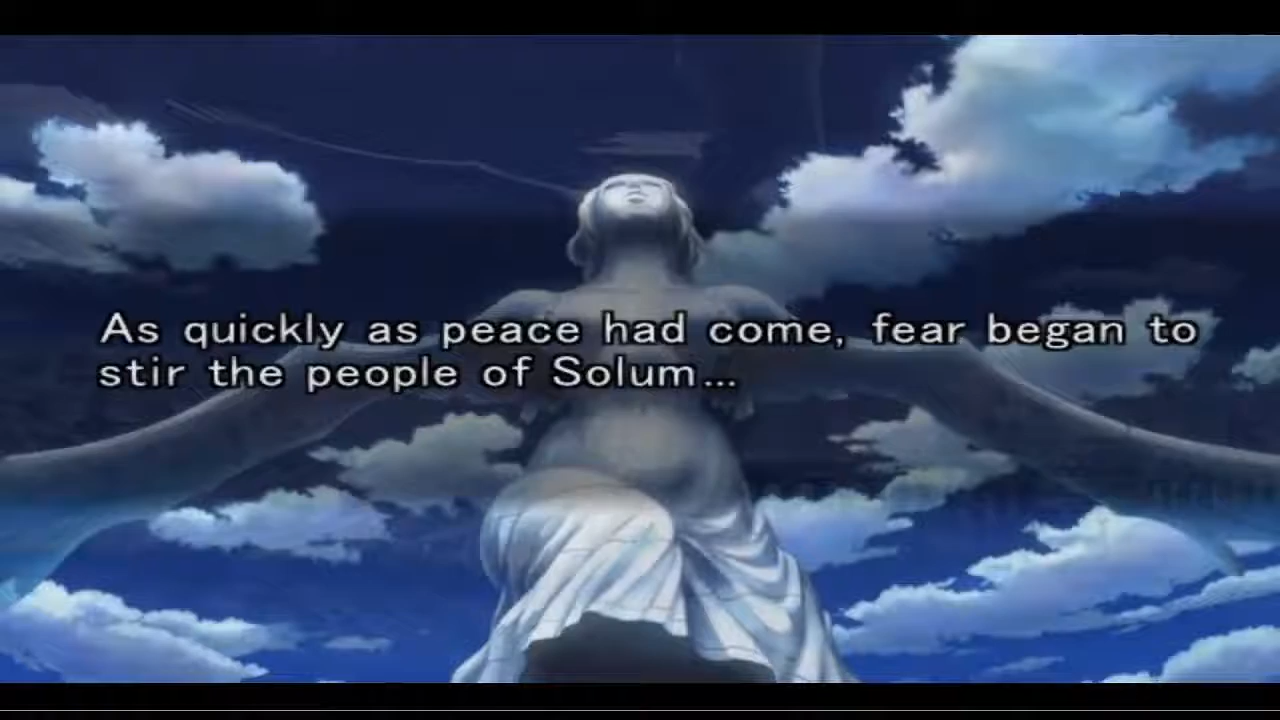 As quickly as peace had come, fear began to
stir the people of Solum...